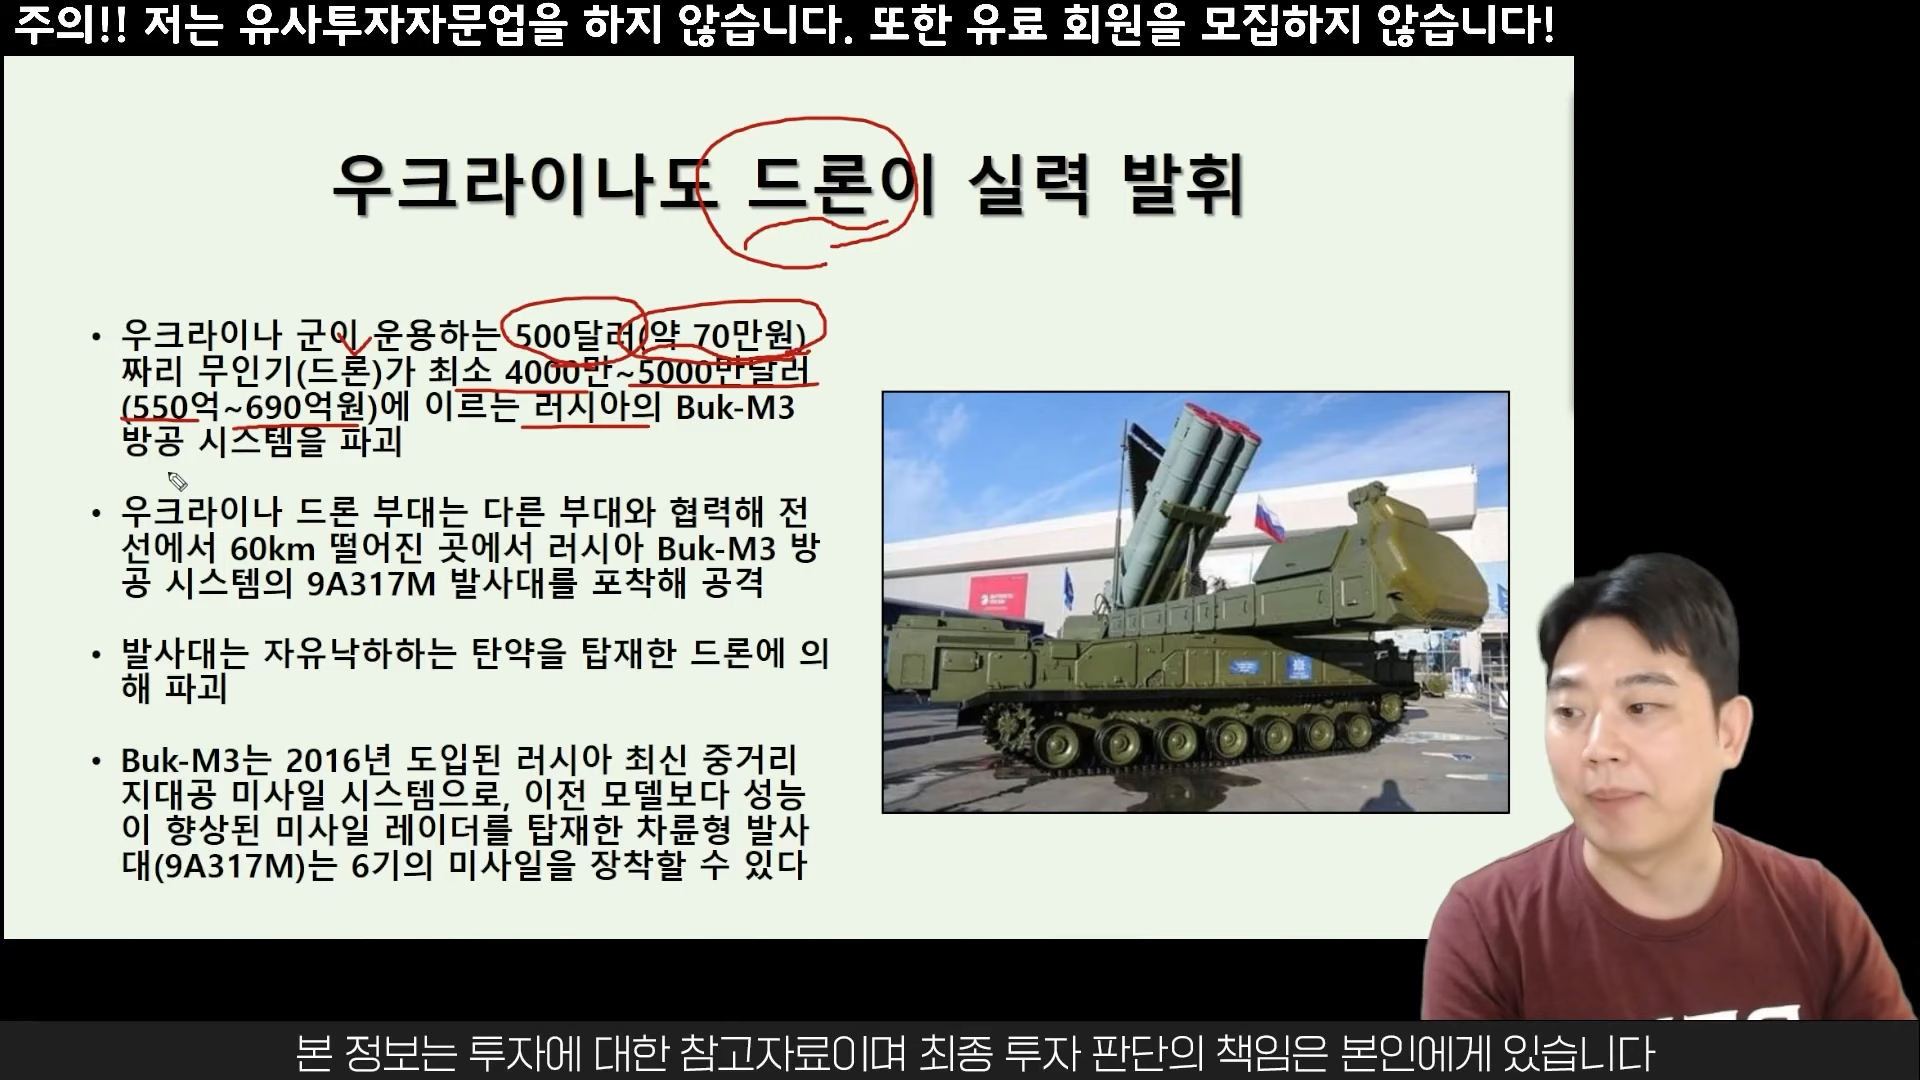 주의!! 저는 유사투자자문업을 하지 않습니다. 또한 유료 회원을 모집하지 않습니다!
우크라이나도 드론이 실력 발휘
• 우크라이나 군이 운용하는 500달러(약 70만원)
짜리 무인기(드론)가 최소 4000만~5000만달러
(550억~690억원)에 이르는 러시아의 Buk-M3
방공 시스템을 파괴
• 우크라이나 드론 부대는 다른 부대와 협력해 전
선에서 60km 떨어진 곳에서 러시아 Buk-M3 방
공 시스템의 9A317M 발사대를 포착해 공격
• 발사대는 자유낙하하는 탄약을 탑재한 드론에 의
해 파괴
• Buk-M3는 2016년 도입된 러시아 최신 중거리
지대공 미사일 시스템으로, 이전 모델보다 성능
이 향상된 미사일 레이더를 탑재한 차륜형 발사
대(9A317M)는 6기의 미사일을 장착할 수 있다
본 정보는 투자에 대한 참고자료이며 최종 투자 판단의 책임은 본인에게 있습니다